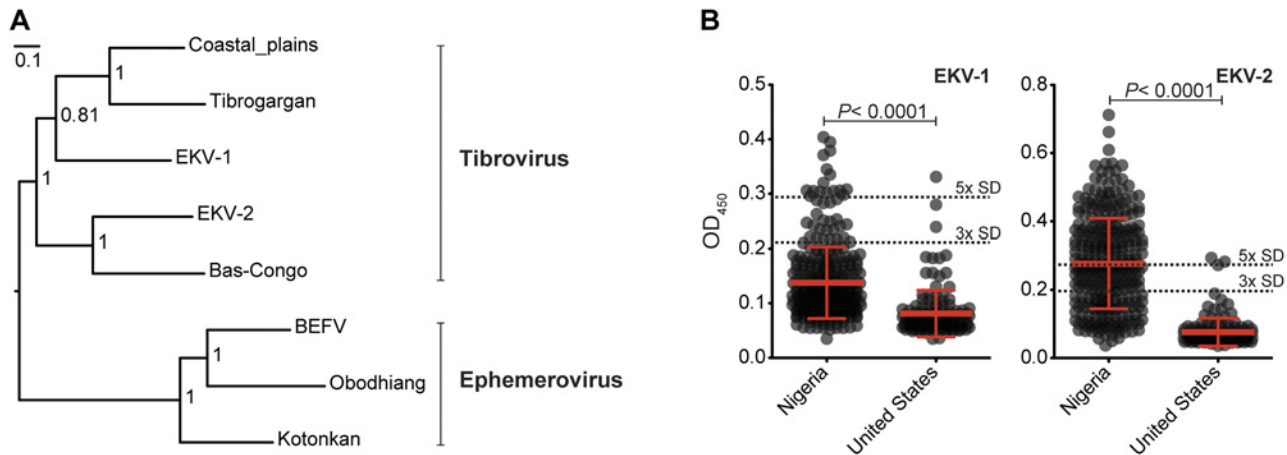 A
0.1
Coastal_plains
1
Tibrogargan
0.81
EKV-1
1
EKV-2
1
Bas-Congo
Tibrovirus
BEFV
1
Obodhiang
1
Kotonkan
Ephemerovirus
B
EKV-1
OD450
0.5
0.4
0.3
0.2
0.1
0.0
P< 0.0001
5x SD
3x SD
Nigeria
United States
EKV-2
0.8
0.6
0.4
0.2
0.0
P< 0.0001
5x SD
3x SD
Nigeria
United States